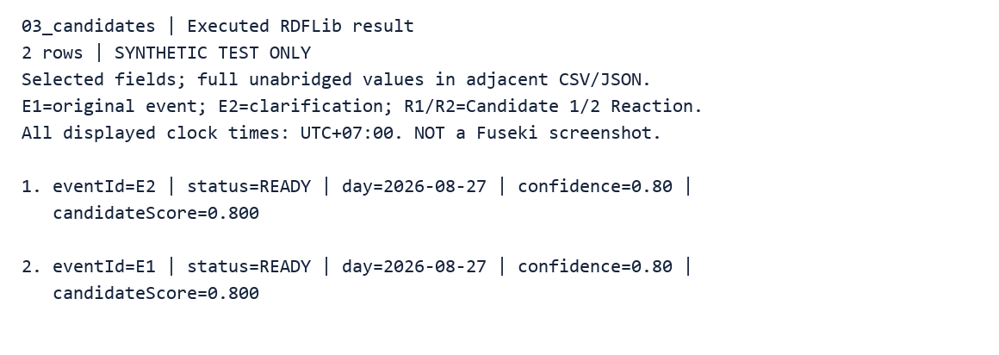 03_candidates | Executed RDFLib result
2 rows | SYNTHETIC TEST ONLY
Selected fields; full unabridged values in adjacent CSV/JSON.
E1=original event; E2=clarification; R1/R2=Candidate 1/2 Reaction.
All displayed clock times: UTC+07:00. NOT a Fuseki screenshot.
1. eventId=E2 | status=READY | day=2026-08-27 | confidence=0.80 |
candidateScore=0.800
2. eventId=E1 | status=READY | day=2026-08-27 | confidence=0.80 |
candidateScore=0.800